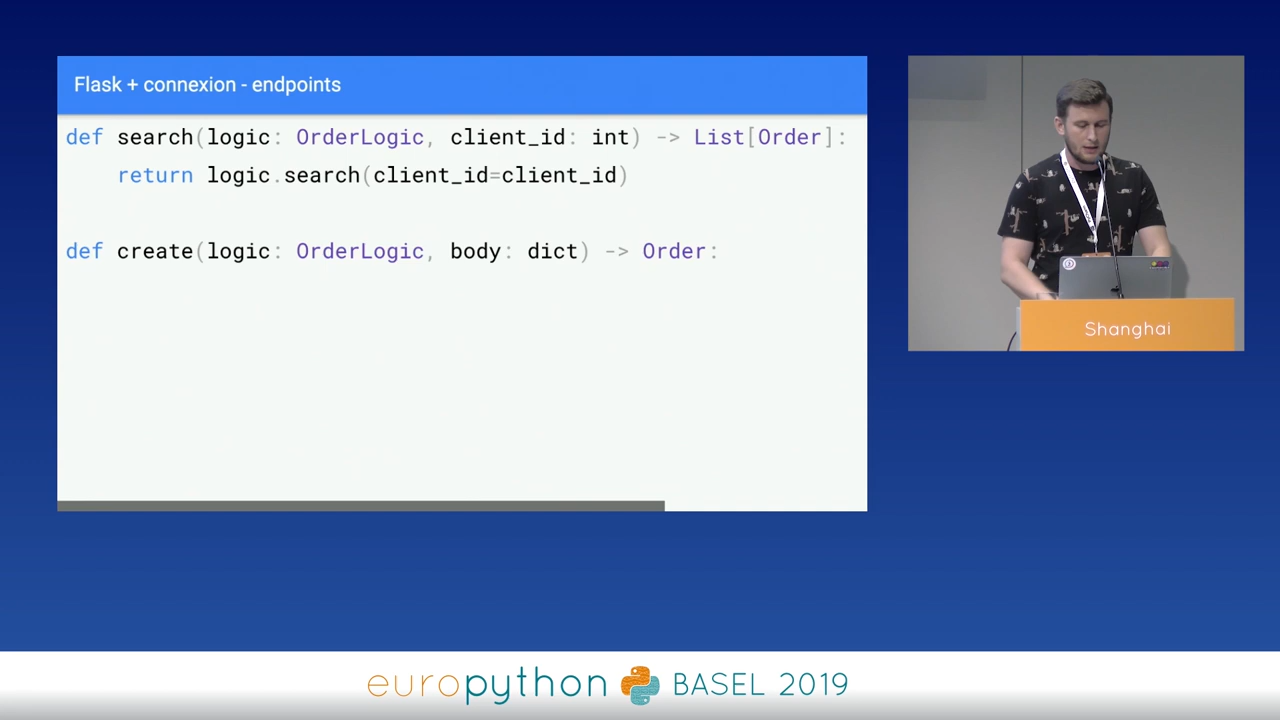 Flask + connexion - endpoints
def search(logic: OrderLogic, client_id: int) -> List[Order]:
    return logic.search(client_id=client_id)
def create(logic: OrderLogic, body: dict) -> Order:
Shanghai
europython BASEL 2019